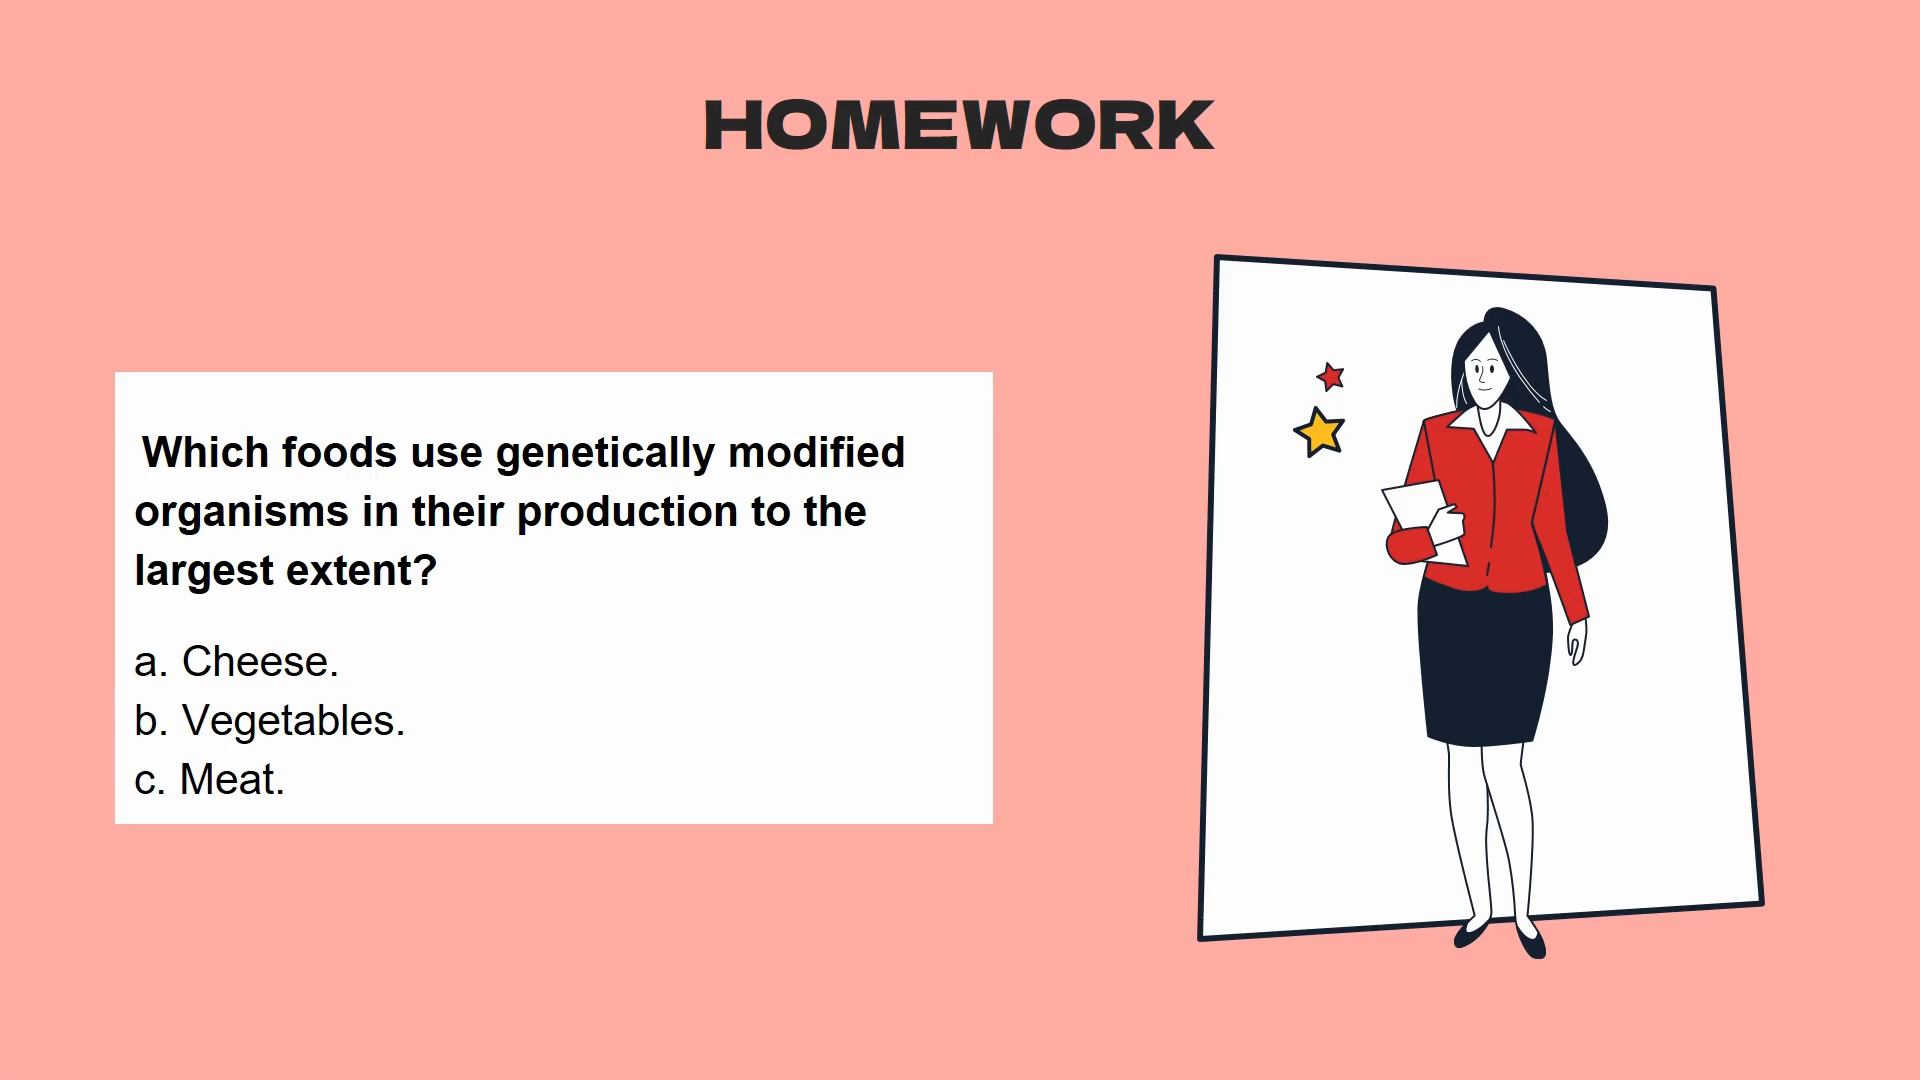 HOMEWORK
Which foods use genetically modified
organisms in their production to the
largest extent?
a. Cheese.
b. Vegetables.
c. Meat.